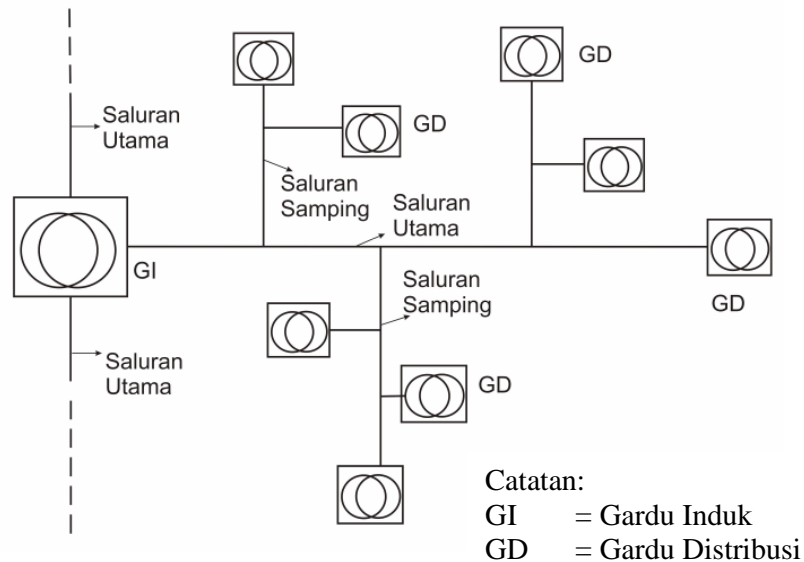 GD
Saluran
Utama
GD
Saluran
Samping
Saluran
Utama
GI
Saluran
Samping
GD
Saluran
Utama
GD
Catatan:
GI = Gardu Induk
GD = Gardu Distribusi